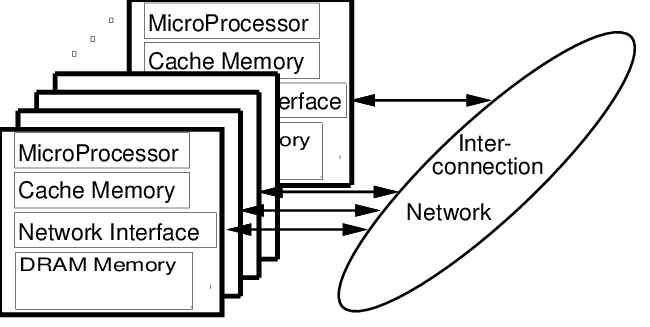 MicroProcessor
Cache Memory
erface
ory
MicroProcessor
Cache Memory
Network Interface
DRAM Memory
Inter-
connection
Network